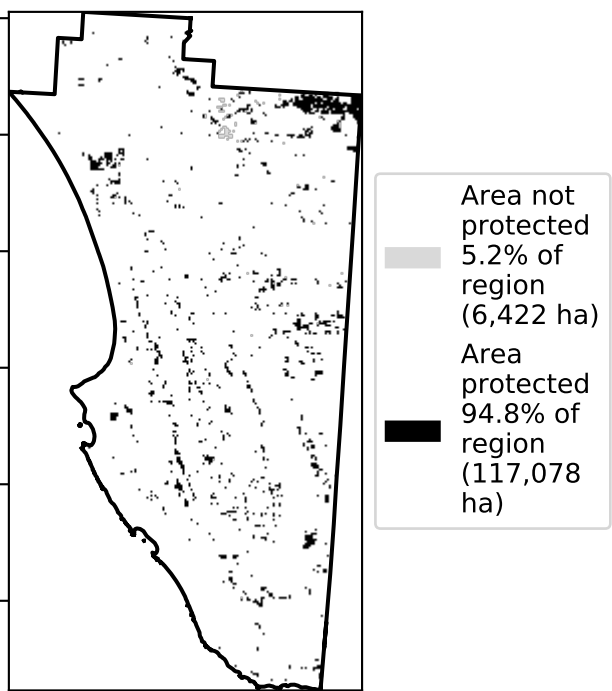 Area not
protected
5.2% of
region
(6,422 ha)
Area
protected
94.8% of
region
(117,078
ha)